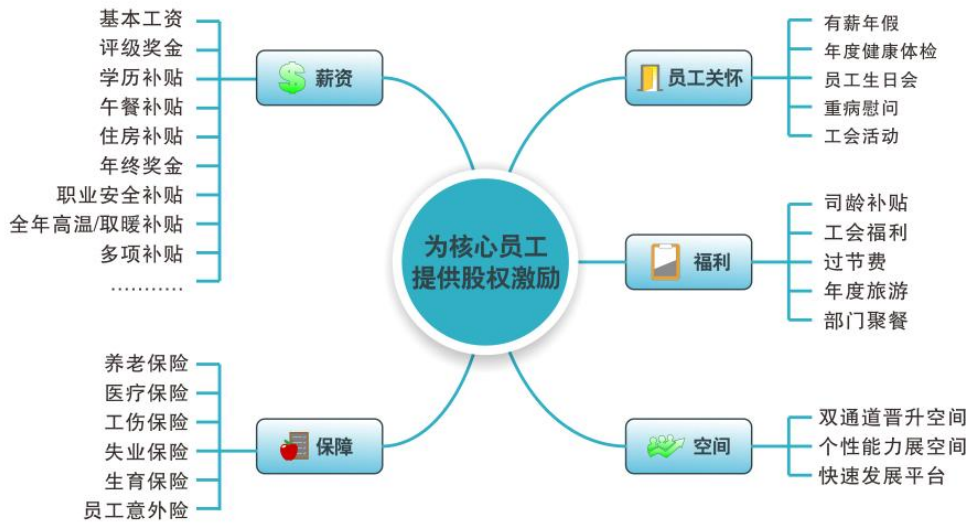 基本工资
评级奖金
学历补贴
午餐补贴
住房补贴
年终奖金
职业安全补贴
全年高温/取暖补贴
多项补贴
...........
薪资
员工关怀
有薪年假
年度健康体检
员工生日会
重病慰问
工会活动
为核心员工
提供股权激励
福利
司龄补贴
工会福利
过节费
年度旅游
部门聚餐
养老保险
医疗保险
工伤保险
失业保险
生育保险
员工意外险
保障
空间
双通道晋升空间
个性能力展空间
快速发展平台